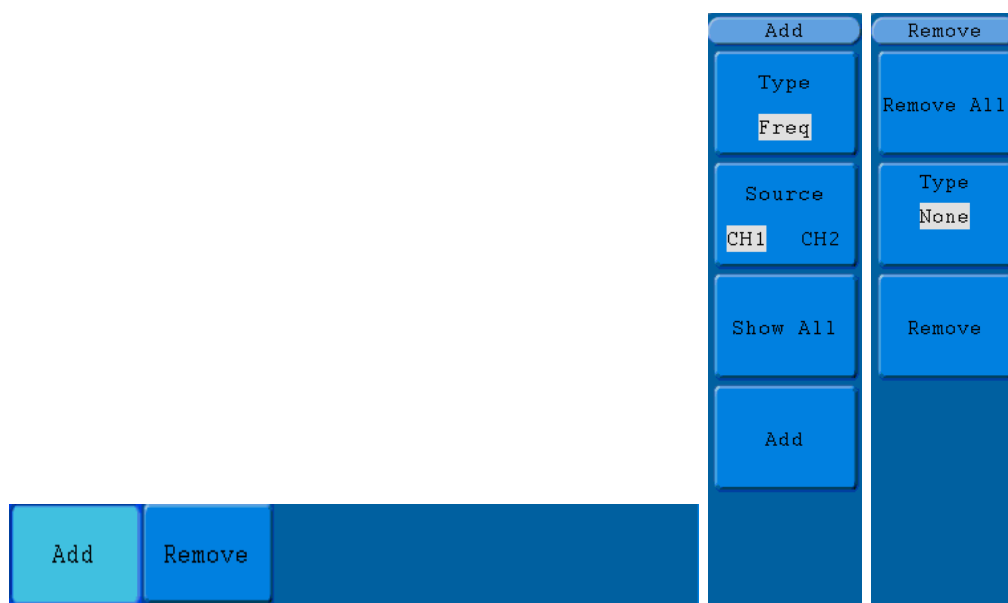 Add
Type
Freq
Source
CH1 CH2
Show All
Add
Remove
Remove All
Type
None
Remove
Add Remove